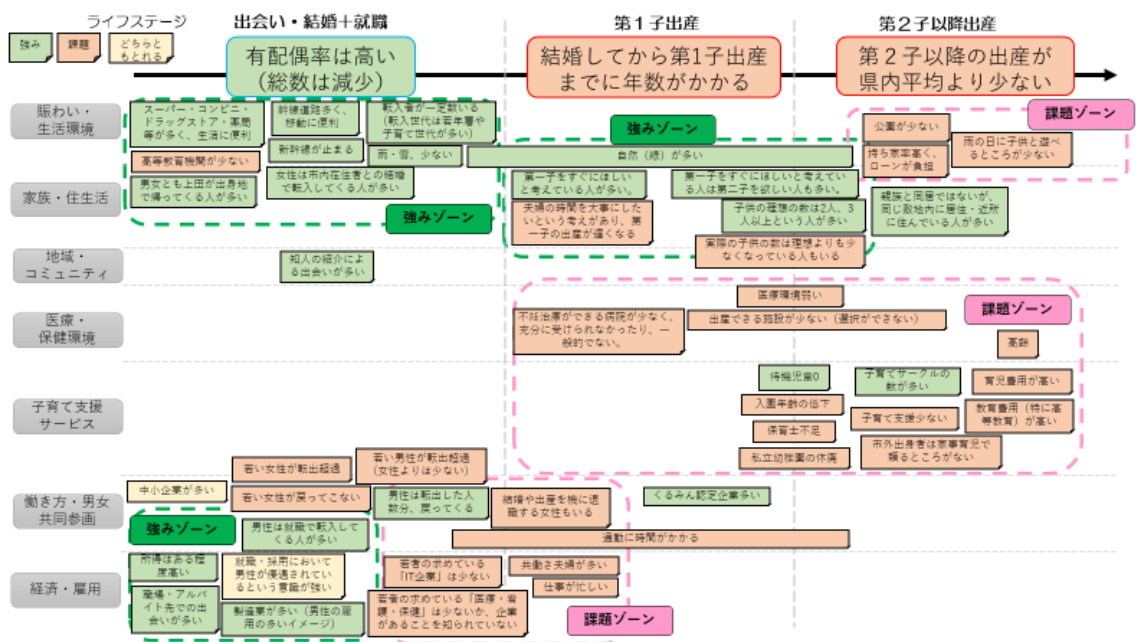 ライフステージ
強み
課題
どちらと
もとれる
出会い・結婚＋就職
第１子出産
第２子以降出産
有配偶率は高い
（総数は減少）
結婚してから第1子出産
までに年数がかかる
第２子以降の出産が
県内平均より少ない
賑わい・
生活環境
スーパー・コンビニ・
ドラッグストア・薬局
等が多く、生活に便利
幹線道路多く、
移動に便利
転入者が一定数いる
（転入世代は若年層や
子育て世代が多い）
高等教育機関が少ない
新幹線が止まる
雨・雪、少ない
強みゾーン
自然（緑）が多い
公園が少ない
課題ゾーン
持ち家率高く、
ローンが負担
雨の日に子供と遊べ
るところが少ない
家族・住生活
男女とも上田が出身地
で帰ってくる人が多い
女性は市内在住者との結婚
で転入してくる人が多い
強みゾーン
第一子をすぐにほしい
と考えている人が多い。
第一子をすぐにほしいと考えてい
る人は第二子を欲しい人も多い。
夫婦の時間を大事にした
いという考えがあり、第
一子の出産が遅くなる
子供の理想の数は2人、3
人以上という人が多い
親族と同居ではないが、
同じ敷地内に居住・近所
に住んでいる人が多い
実際の子供の数は理想よりも少
なくなっている人もいる
地域・
コミュニティ
知人の紹介によ
る出会いが多い
医療・
保健環境
医療環境弱い
課題ゾーン
不妊治療ができる病院が少なく、
充分に受けられなかったり、一
般的でない。
出産できる施設が少ない（選択ができない）
高齢
子育て支援
サービス
待機児童0
子育てサークルの
数が多い
育児費用が高い
入園年齢の低下
子育て支援少ない
教育費用（特に高
等教育）が高い
保育士不足
私立幼稚園の休廃
市外出身者は家事育児で
頼るところがない
働き方・男女
共同参画
若い女性が転出超過
若い男性が転出超過
（女性よりは少ない）
中小企業が多い
若い女性が戻ってこない
男性は転出した人
数分、戻ってくる
結婚や出産を機に退
職する女性もいる
くるみん認定企業多い
強みゾーン
男性は就職で転入して
くる人が多い
通勤に時間がかかる
経済・雇用
所得はある程
度高い
就職・採用において
男性が優遇されてい
るという意識が強い
若者の求めている
「IT企業」は少ない
共働き夫婦が多い
仕事が忙しい
職場・アルバ
イト先での出
会いが多い
製造業が多い（男性の雇
用の多いイメージ）
若者の求めている「医療・看
護・保健」は少ないか、企業
があることを知られていない
課題ゾーン